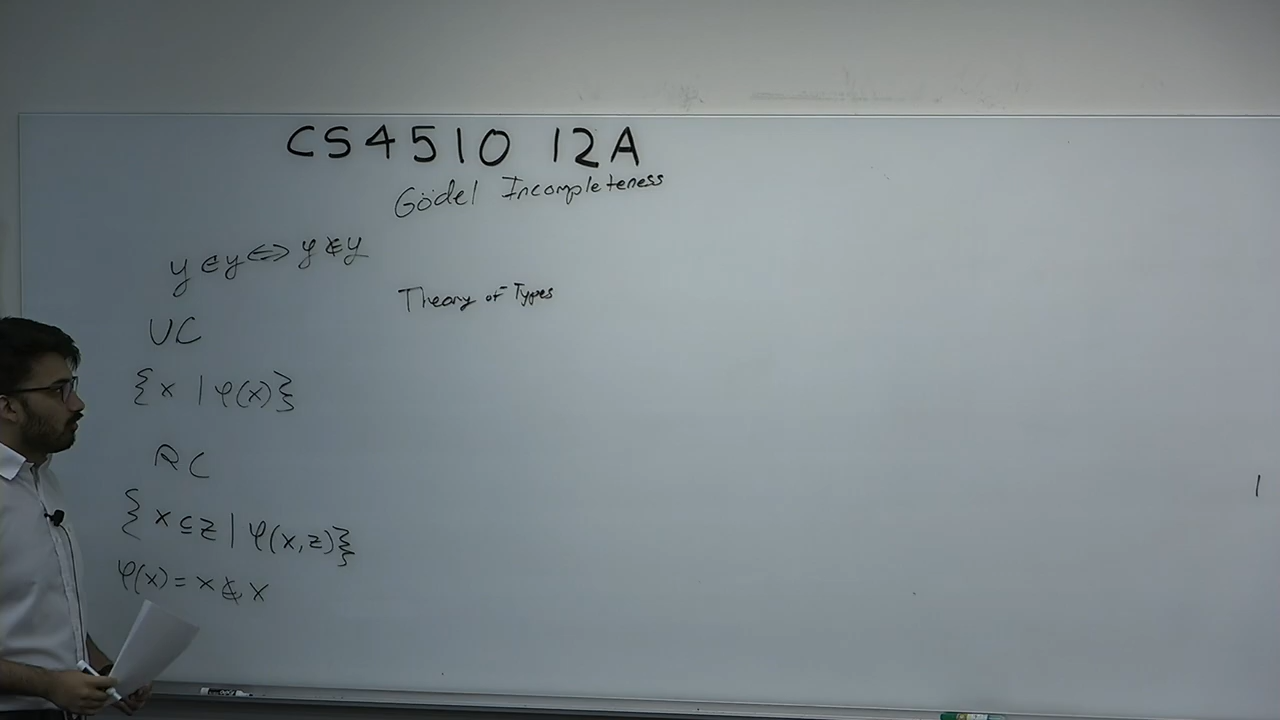 CS4510 12A
Gödel Incompleteness
y ∈ y ⟺ y ∉ y
Theory of Types
UC
{x | φ(x)}
RC
{x ⊆ z | φ(x,z)}
φ(x) = x ∉ x